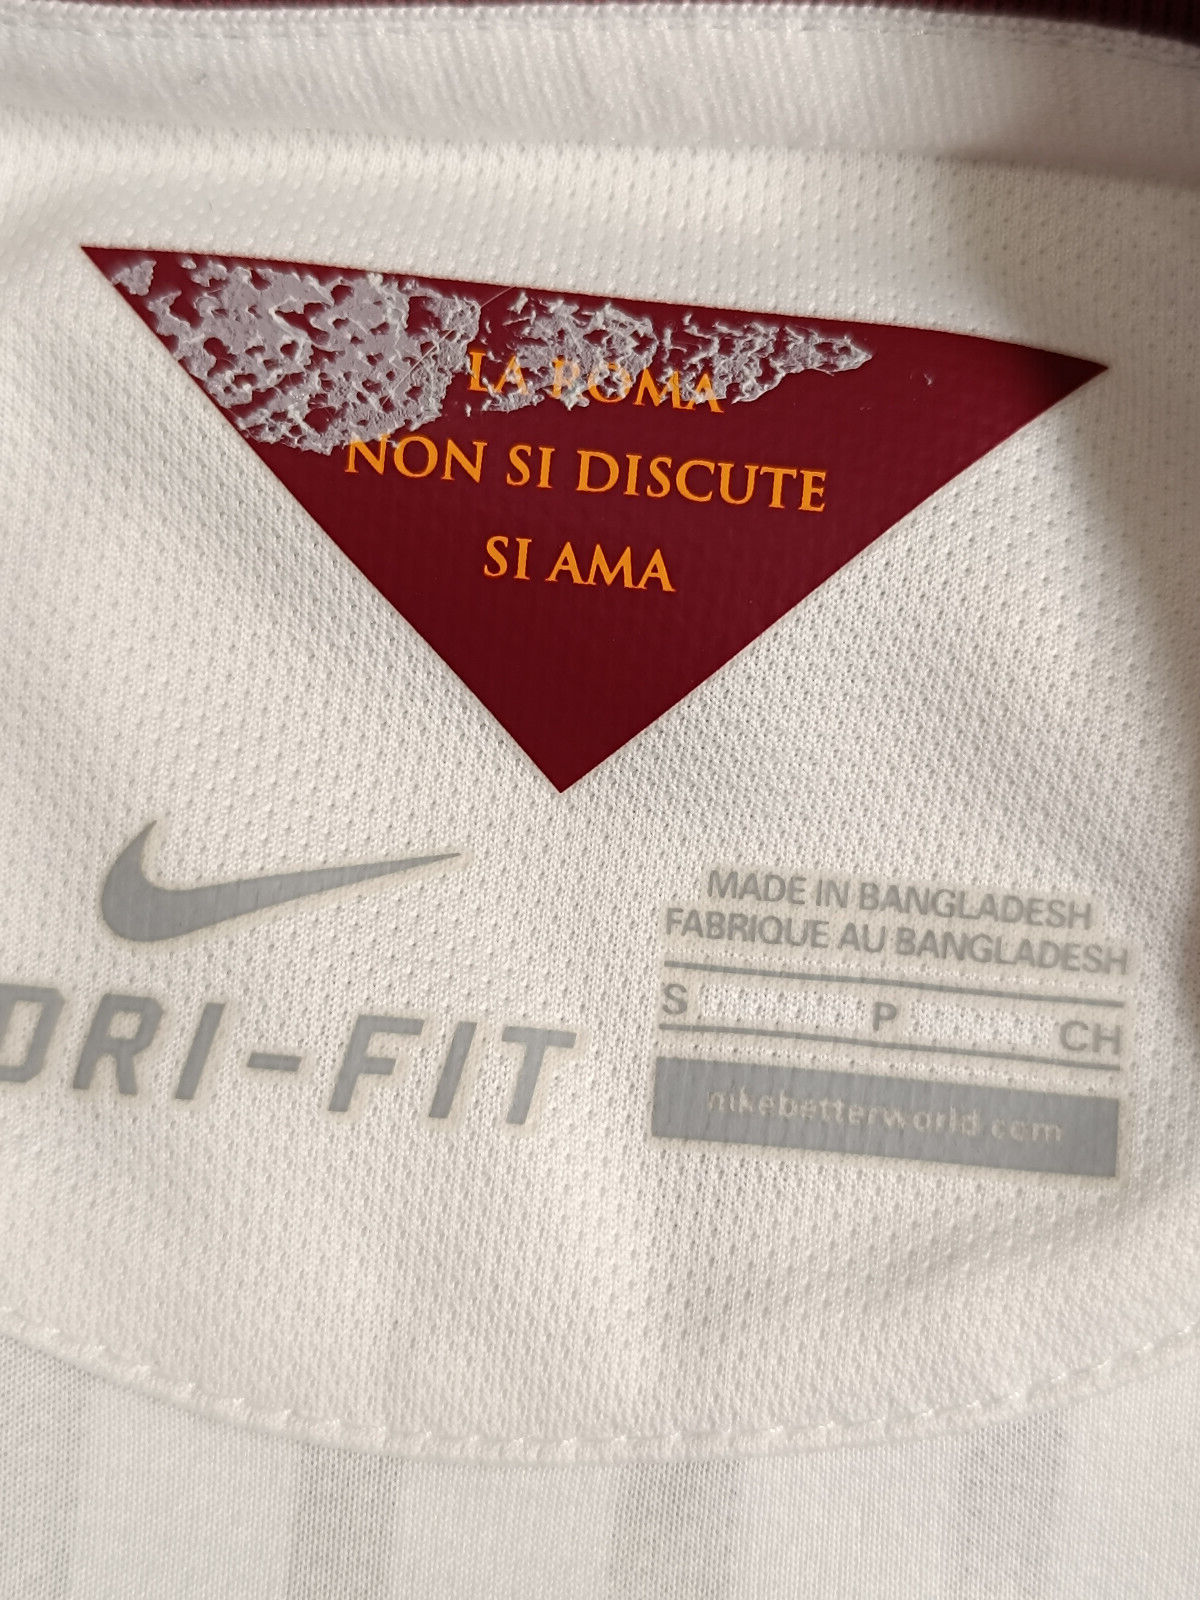 LA ROMA
NON SI DISCUTE
SI AMA
DRI-FIT
MADE IN BANGLADESH
FABRIQUE AU BANGLADESH
S P CH
nikebetterworld.com